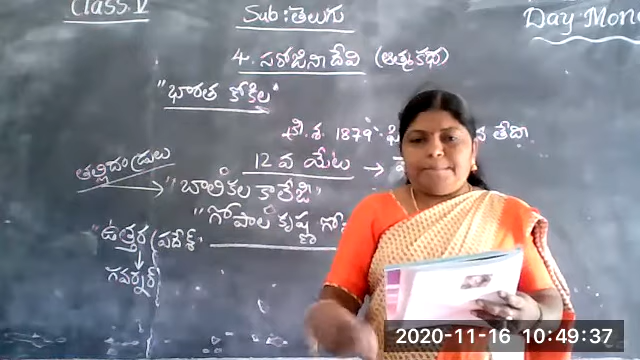 Class: V
Sub: తెలుగు
Day Mon
4. సరోజినీ దేవి (ఆత్మకథ)
"భారత కోకిల"
క్రీ.శ. 1879 తేదీ
తల్లిదండ్రులు
12 వ యేట →
→ "బాలికల కాలేజి"
"గోపాల కృష్ణ గో
"ఉత్తర ప్రదేశ్"
గవర్నర్
2020-11-16 10:49:37